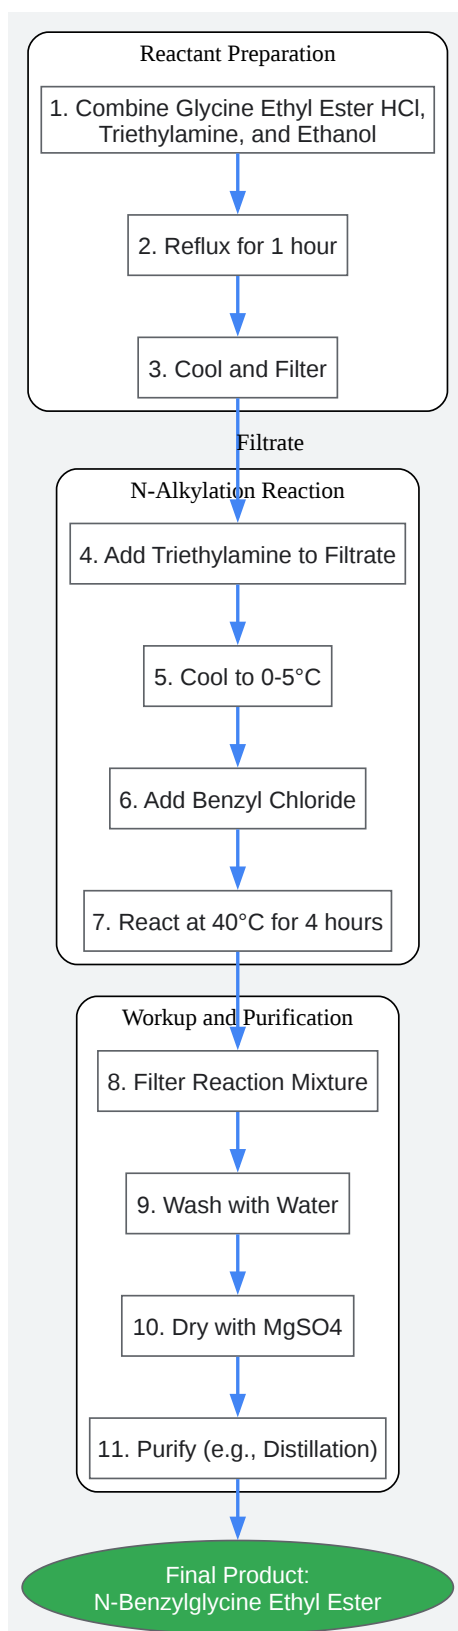 Reactant Preparation
1. Combine Glycine Ethyl Ester HCl,
Triethylamine, and Ethanol
2. Reflux for 1 hour
3. Cool and Filter
Filtrate
N-Alkylation Reaction
4. Add Triethylamine to Filtrate
5. Cool to 0-5°C
6. Add Benzyl Chloride
7. React at 40°C for 4 hours
Workup and Purification
8. Filter Reaction Mixture
9. Wash with Water
10. Dry with MgSO4
11. Purify (e.g., Distillation)
Final Product:
N-Benzylglycine Ethyl Ester